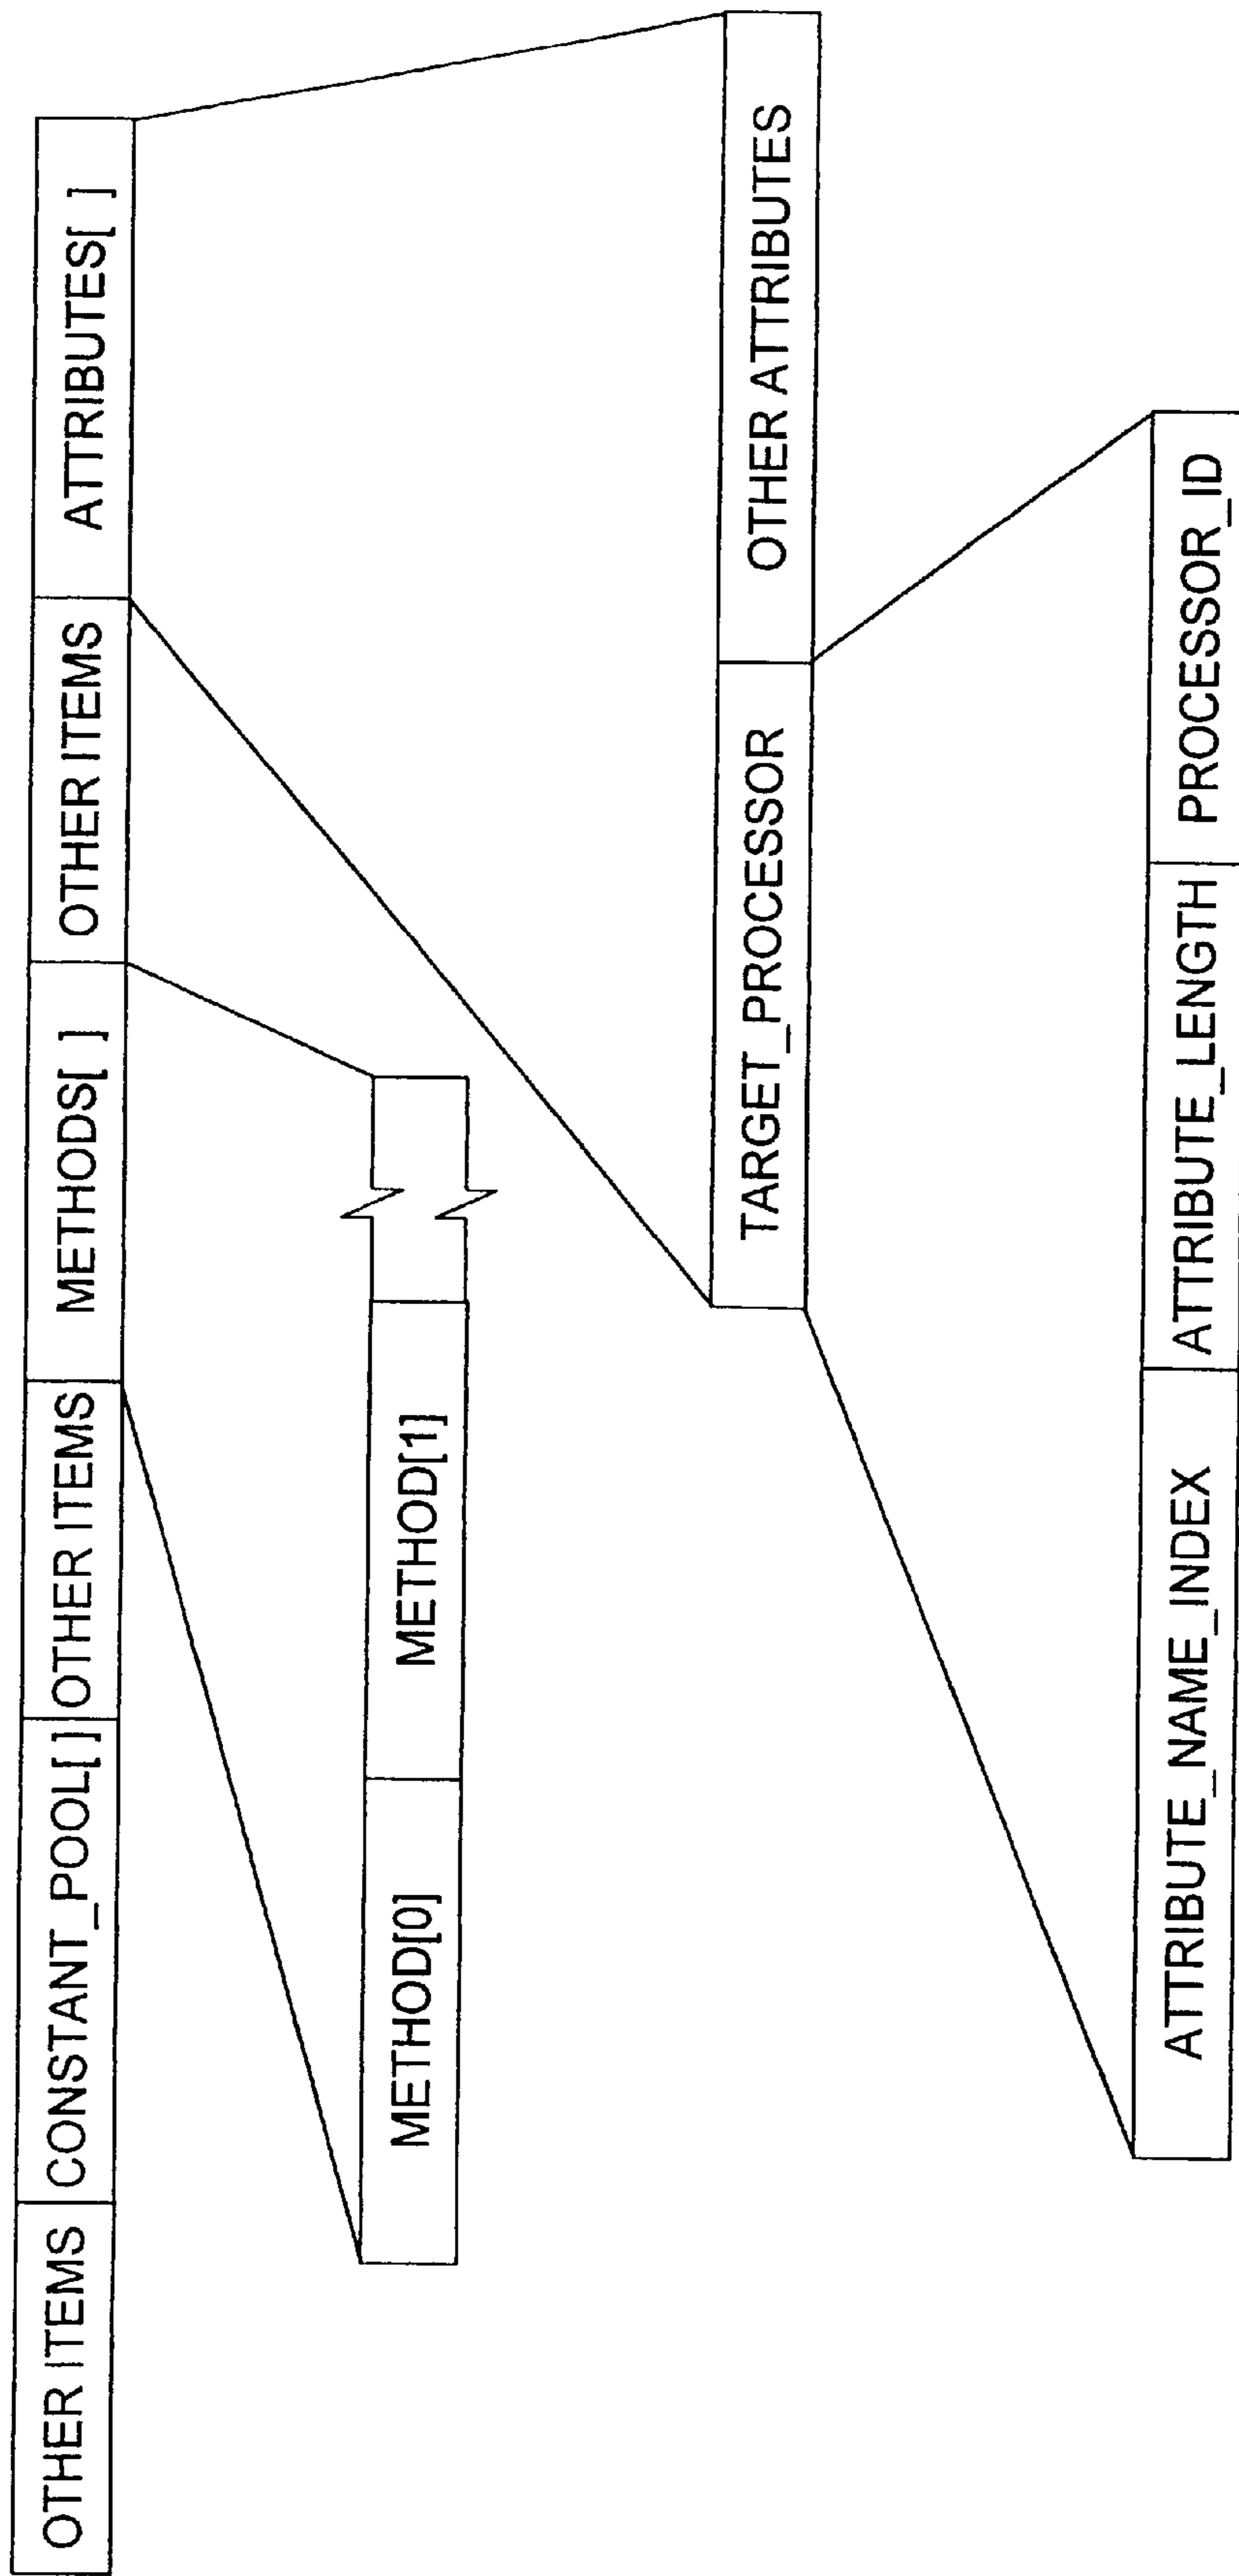 OTHER ITEMS CONSTANT_POOL[ ] OTHER ITEMS METHODS[ ] OTHER ITEMS ATTRIBUTES[ ]
METHOD[0] METHOD[1]
TARGET_PROCESSOR OTHER ATTRIBUTES
ATTRIBUTE_NAME_INDEX ATTRIBUTE_LENGTH PROCESSOR_ID